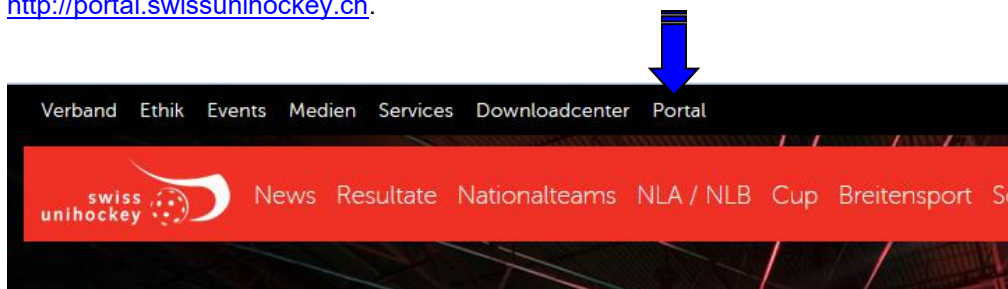 http://portal.swissunihockey.ch.
Verband Ethik Events Medien Services Downloadcenter Portal
swiss unihockey
News Resultate Nationalteams NLA / NLB Cup Breitensport